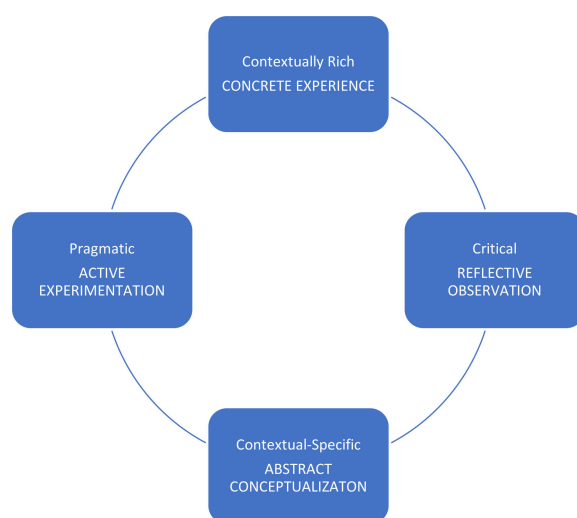 Contextually Rich
CONCRETE EXPERIENCE
Pragmatic
ACTIVE
EXPERIMENTATION
Critical
REFLECTIVE
OBSERVATION
Contextual-Specific
ABSTRACT
CONCEPTUALIZATON